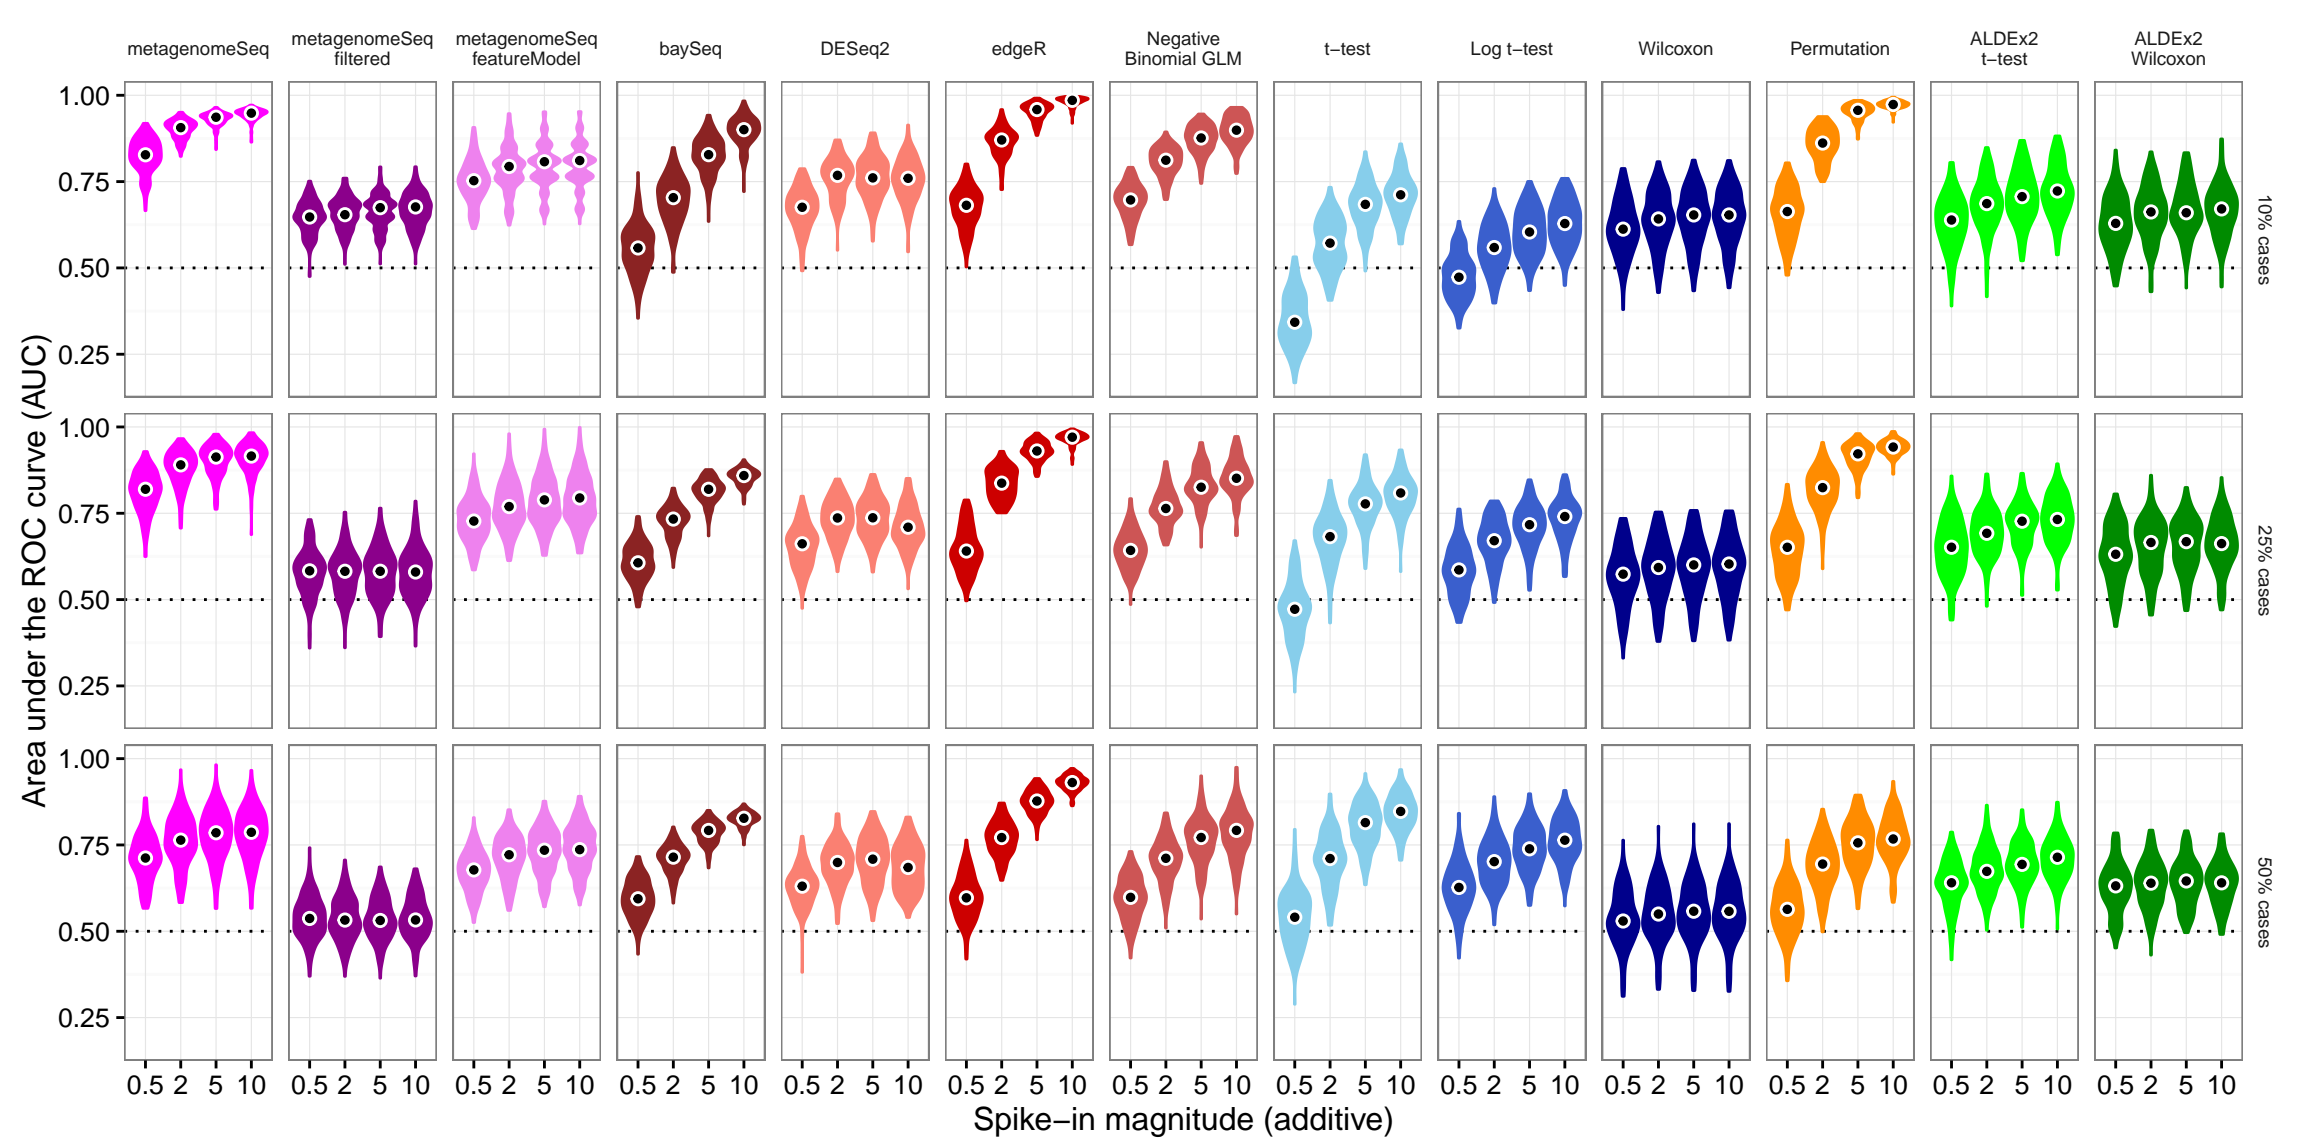 metagenomeSeq
metagenomeSeq
filtered
metagenomeSeq
featureModel
baySeq
DESeq2
edgeR
Negative
Binomial GLM
t−test
Log t−test
Wilcoxon
Permutation
ALDEx2
t−test
ALDEx2
Wilcoxon
1.00
0.75
0.50
0.25
10% cases
1.00
0.75
0.50
0.25
25% cases
1.00
0.75
0.50
0.25
50% cases
Area under the ROC curve (AUC)
0.5 2 5 10
0.5 2 5 10
0.5 2 5 10
0.5 2 5 10
0.5 2 5 10
0.5 2 5 10
0.5 2 5 10
0.5 2 5 10
0.5 2 5 10
0.5 2 5 10
0.5 2 5 10
0.5 2 5 10
0.5 2 5 10
Spike−in magnitude (additive)